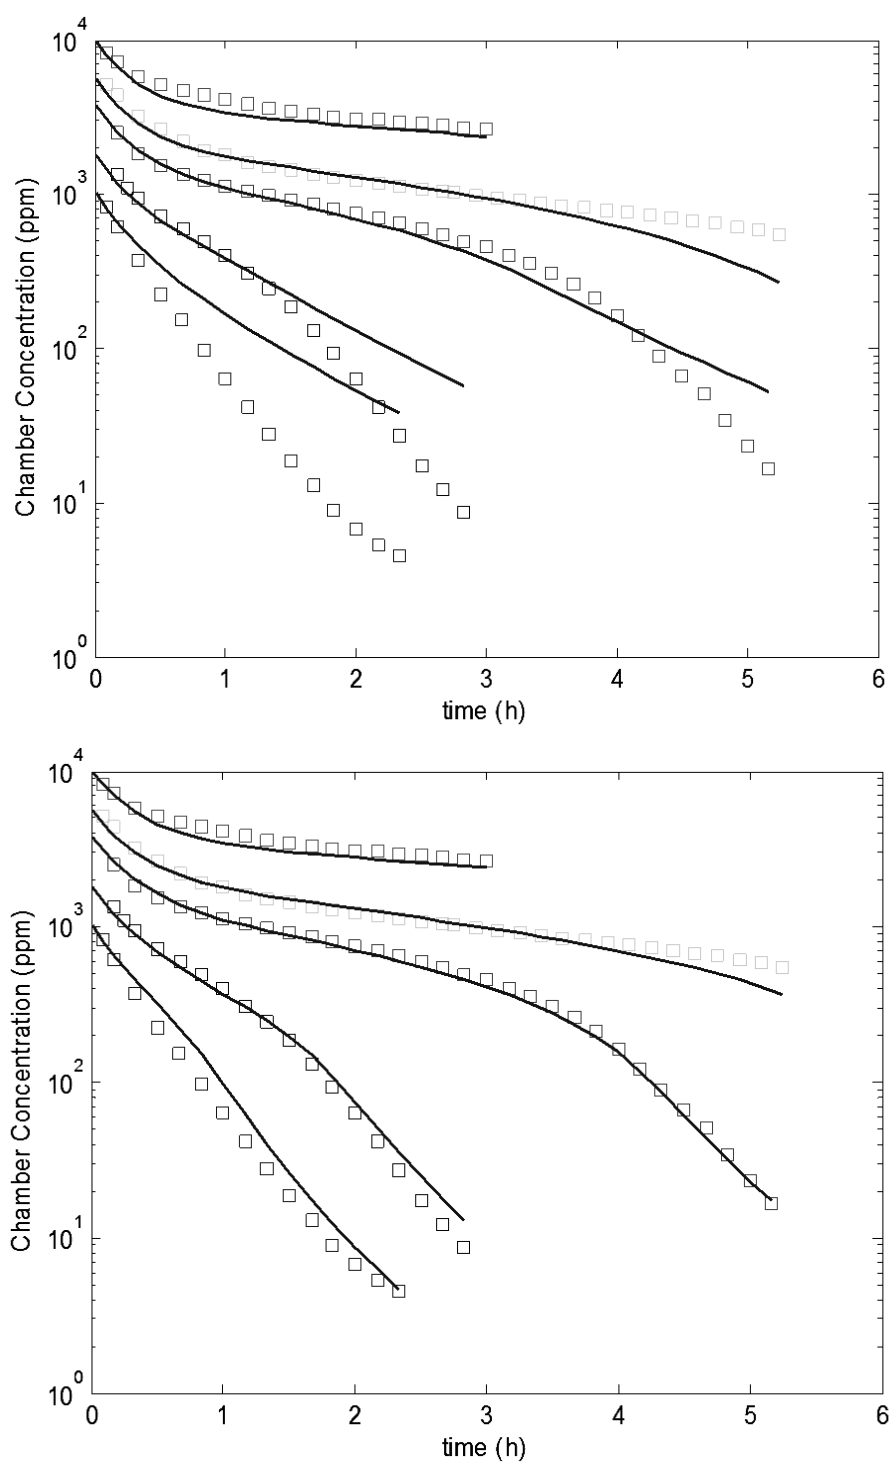 10⁴
10³
10²
10¹
10⁰
Chamber Concentration (ppm)
0 1 2 3 4 5 6
time (h)
10⁴
10³
10²
10¹
10⁰
Chamber Concentration (ppm)
0 1 2 3 4 5 6
time (h)